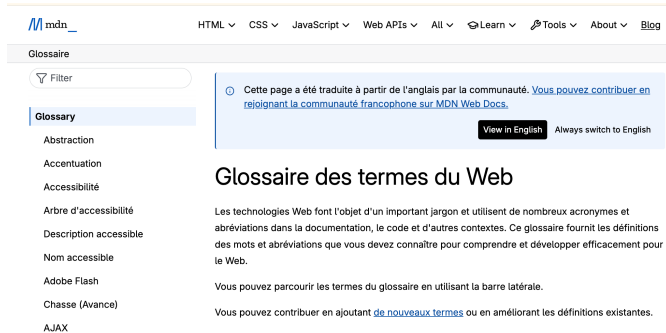 mdn_
HTML CSS JavaScript Web APIs All Learn Tools About Blog
Glossaire
Filter
Glossary
Abstraction
Accentuation
Accessibilité
Arbre d'accessibilité
Description accessible
Nom accessible
Adobe Flash
Chasse (Avance)
AJAX
Cette page a été traduite à partir de l'anglais par la communauté. Vous pouvez contribuer en
rejoignant la communauté francophone sur MDN Web Docs.
View in English Always switch to English
Glossaire des termes du Web
Les technologies Web font l'objet d'un important jargon et utilisent de nombreux acronymes et
abréviations dans la documentation, le code et d'autres contextes. Ce glossaire fournit les définitions
des mots et abréviations que vous devez connaître pour comprendre et développer efficacement pour
le Web.
Vous pouvez parcourir les termes du glossaire en utilisant la barre latérale.
Vous pouvez contribuer en ajoutant de nouveaux termes ou en améliorant les définitions existantes.